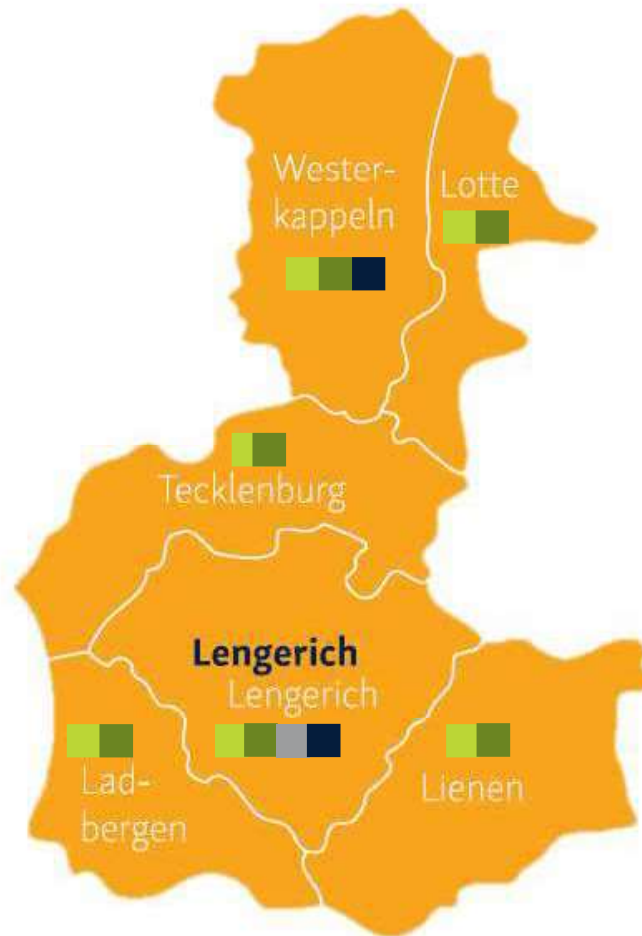 Wester-
kappeln
Lotte
Tecklenburg
Lengerich
Lengerich
Lad-
bergen
Lienen